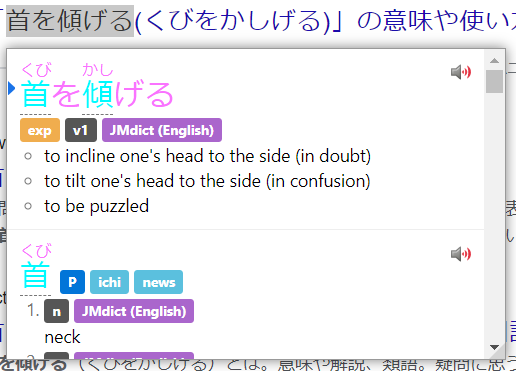 首を傾げる(くびをかしげる)」の意味や使い方
くび かし
首を傾げる
exp v1 JMdict (English)
to incline one's head to the side (in doubt)
to tilt one's head to the side (in confusion)
to be puzzled
くび
首 P ichi news
1. n JMdict (English)
neck
を傾げる(くびをかしげる)とは。意味や解説、類語。疑問に思う